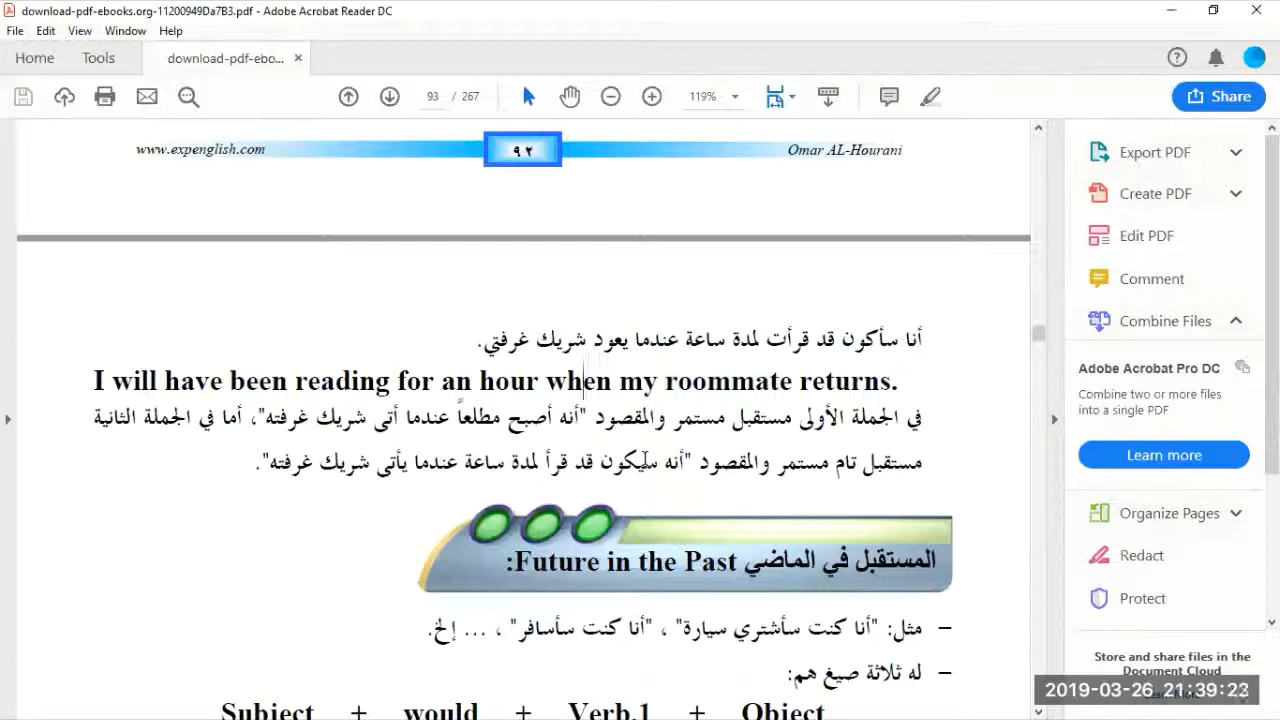 download-pdf-ebooks.org-11200949Da7B3.pdf - Adobe Acrobat Reader DC
File Edit View Window Help
Home Tools download-pdf-ebo...
93 / 267 119% Share
www.expenglish.com ٩٢ Omar AL-Hourani
أنا سأكون قد قرأت لمدة ساعة عندما يعود شريك غرفتي.
I will have been reading for an hour when my roommate returns.
في الجملة الأولى مستقبل مستمر والمقصود "أنه أصبح مطلعاً عندما أتى شريك غرفته"، أما في الجملة الثانية
مستقبل تام مستمر والمقصود "أنه سيكون قد قرأ لمدة ساعة عندما يأتى شريك غرفته".
المستقبل في الماضي Future in the Past:
– مثل: "أنا كنت سأشتري سيارة" ، "أنا كنت سأسافر" ، ... إلخ.
– له ثلاثة صيغ هم:
Subject + would + Verb.1 + Object
Export PDF
Create PDF
Edit PDF
Comment
Combine Files
Adobe Acrobat Pro DC
Combine two or more files
into a single PDF
Learn more
Organize Pages
Redact
Protect
Store and share files in the
Document Cloud
2019-03-26 21:39:23